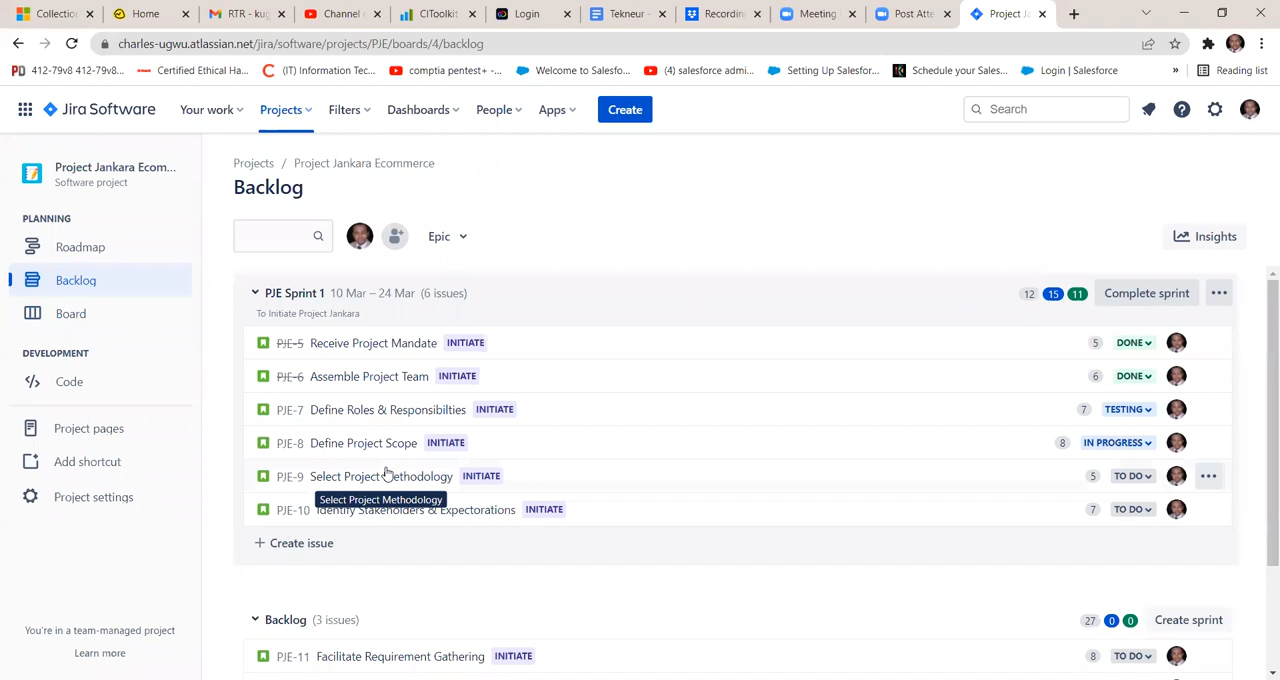 Collectio
Home
RTR - kug
Channel c
CIToolkit
Login
Tekneur -
Recordin
Meeting
Post Atte
Project Ja
charles-ugwu.atlassian.net/jira/software/projects/PJE/boards/4/backlog
412-79v8 412-79v8...
Certified Ethical Ha...
(IT) Information Tec...
comptia pentest+ -...
Welcome to Salesfo...
(4) salesforce admi...
Setting Up Salesfor...
Schedule your Sales...
Login | Salesforce
»
Reading list
Jira Software
Your work
Projects
Filters
Dashboards
People
Apps
Create
Search
Project Jankara Ecom...
Software project
PLANNING
Roadmap
Backlog
Board
DEVELOPMENT
Code
Project pages
Add shortcut
Project settings
You're in a team-managed project
Learn more
Projects / Project Jankara Ecommerce
Backlog
Epic
Insights
PJE Sprint 1 10 Mar – 24 Mar (6 issues) 12 15 11 Complete sprint
To Initiate Project Jankara
PJE-5 Receive Project Mandate INITIATE 5 DONE
PJE-6 Assemble Project Team INITIATE 6 DONE
PJE-7 Define Roles & Responsibilties INITIATE 7 TESTING
PJE-8 Define Project Scope INITIATE 8 IN PROGRESS
PJE-9 Select Project Methodology INITIATE 5 TO DO
Select Project Methodology
PJE-10 Identify Stakeholders & Expectorations INITIATE 7 TO DO
+ Create issue
Backlog (3 issues) 27 0 0 Create sprint
PJE-11 Facilitate Requirement Gathering INITIATE 8 TO DO